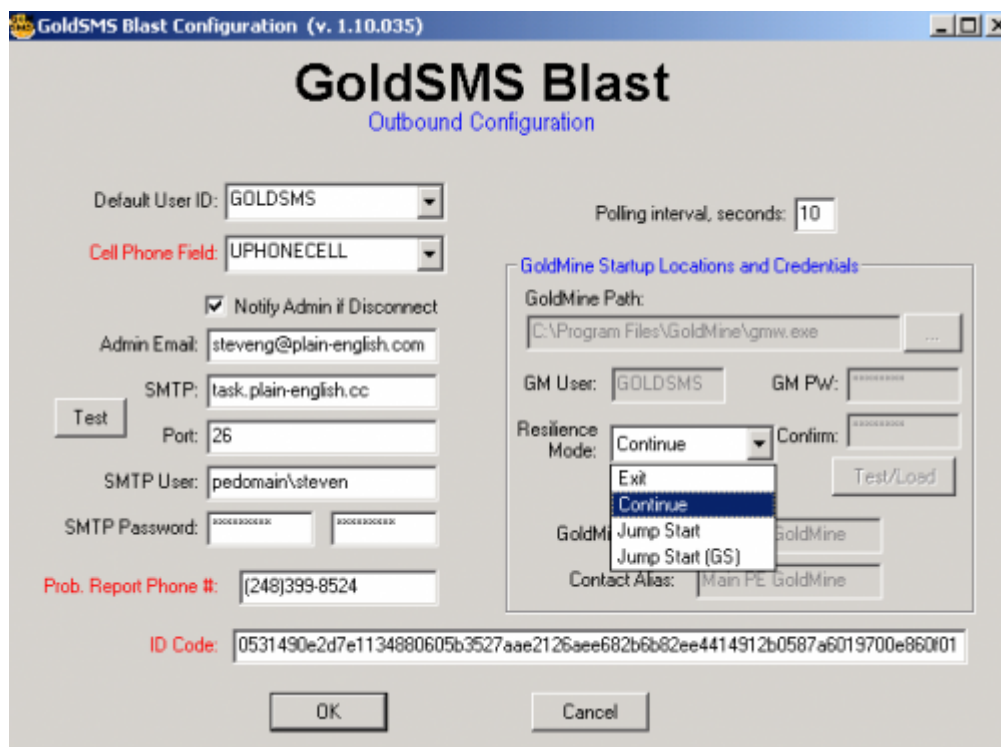 GoldSMS Blast Configuration (v. 1.10.035)
GoldSMS Blast
Outbound Configuration
Default User ID: GOLDSMS
Polling interval, seconds: 10
Cell Phone Field: UPHONECELL
Notify Admin if Disconnect
Admin Email: steveng@plain-english.com
SMTP: task.plain-english.cc
Test
Port: 26
SMTP User: pedomain\steven
SMTP Password: ********** **********
Prob. Report Phone #: (248)399-8524
GoldMine Startup Locations and Credentials
GoldMine Path:
C:\Program Files\GoldMine\gmw.exe ...
GM User: GOLDSMS GM PW: *********
Resilience Mode: Continue Confirm: *********
Exit
Continue
Jump Start
Jump Start (GS)
Test/Load
GoldMi GoldMine
Contact Alias: Main PE GoldMine
ID Code: 0531490e2d7e1134880605b3527aae2126aee682b6b82ee4414912b0587a6019700e860f01
OK Cancel